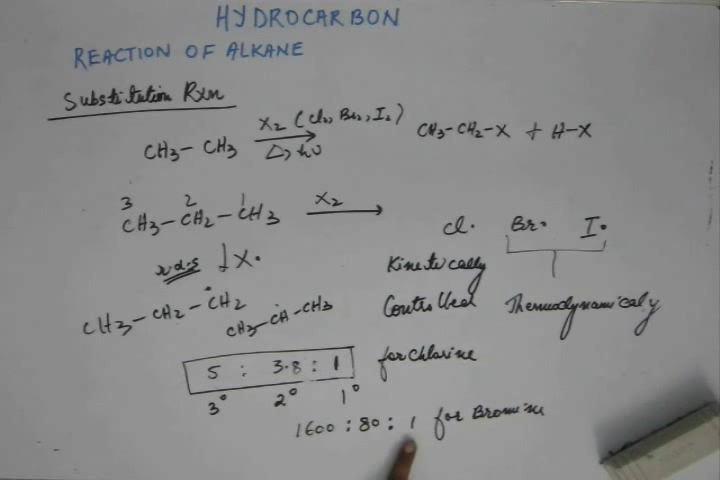 HYDROCARBON
REACTION OF ALKANE
Substitution Rxn
CH3-CH3 X2 (Cl2, Br2, I2) Δ, hν CH3-CH2-X + H-X
3 2 1
CH3-CH2-CH3 X2
Cl. Br. I.
r.d.s X.
Kinetically
CH3-CH2-CH2 CH3-CH-CH3
Controlled Thermodynamicaly
5 : 3.8 : 1 for Chlorine
3° 2° 1°
1600 : 80 : 1 for Bromine